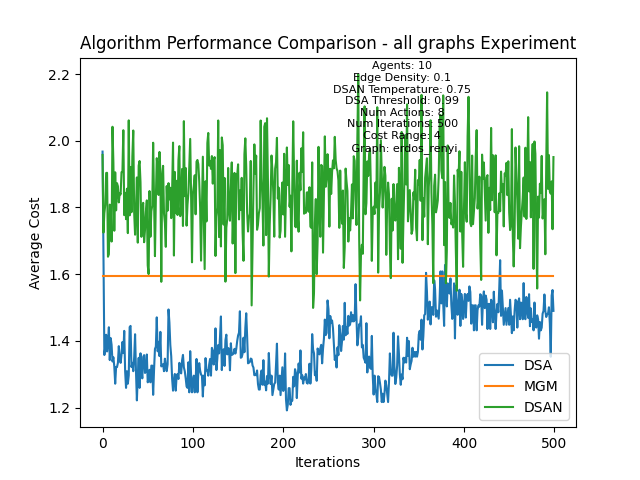 Algorithm Performance Comparison - all graphs Experiment
Agents: 10
Edge Density: 0.1
DSAN Temperature: 0.75
DSA Threshold: 0.99
Num Actions: 8
Num Iterations: 500
Cost Range: 4
Graph: erdos_renyi
2.2
2.0
1.8
1.6
1.4
1.2
Average Cost
0
100
200
300
400
500
Iterations
DSA
MGM
DSAN